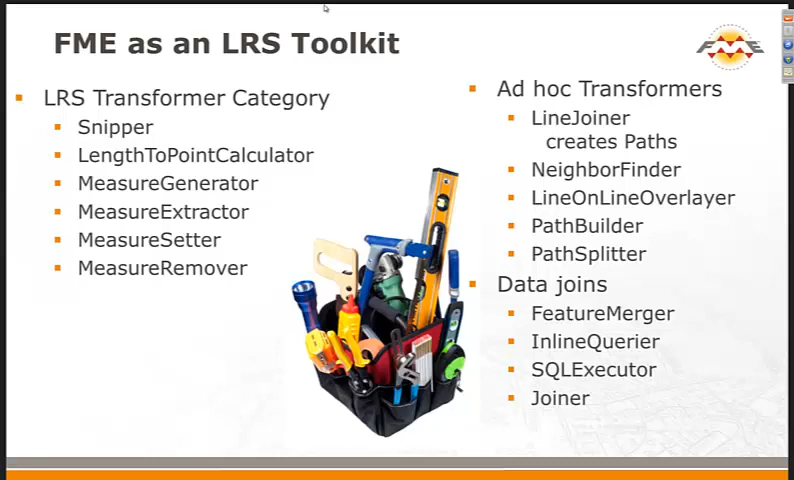 FME as an LRS Toolkit
FME
LRS Transformer Category
Snipper
LengthToPointCalculator
MeasureGenerator
MeasureExtractor
MeasureSetter
MeasureRemover
Ad hoc Transformers
LineJoiner
creates Paths
NeighborFinder
LineOnLineOverlayer
PathBuilder
PathSplitter
Data joins
FeatureMerger
InlineQuerier
SQLExecutor
Joiner